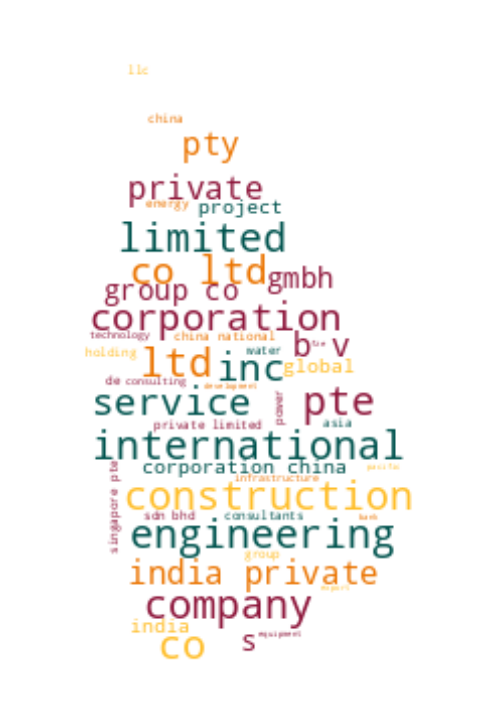 llc
china
pty
private
energy project
limited
co ltd gmbh
group co
corporation
technology china national b v
holding ltd inc water global
de consulting development
service power pte
private limited asia
international
corporation china pacific
singapore pte infrastructure
construction
sdn bhd consultants bank
engineering
group
india private
export
company
india
co s equipment